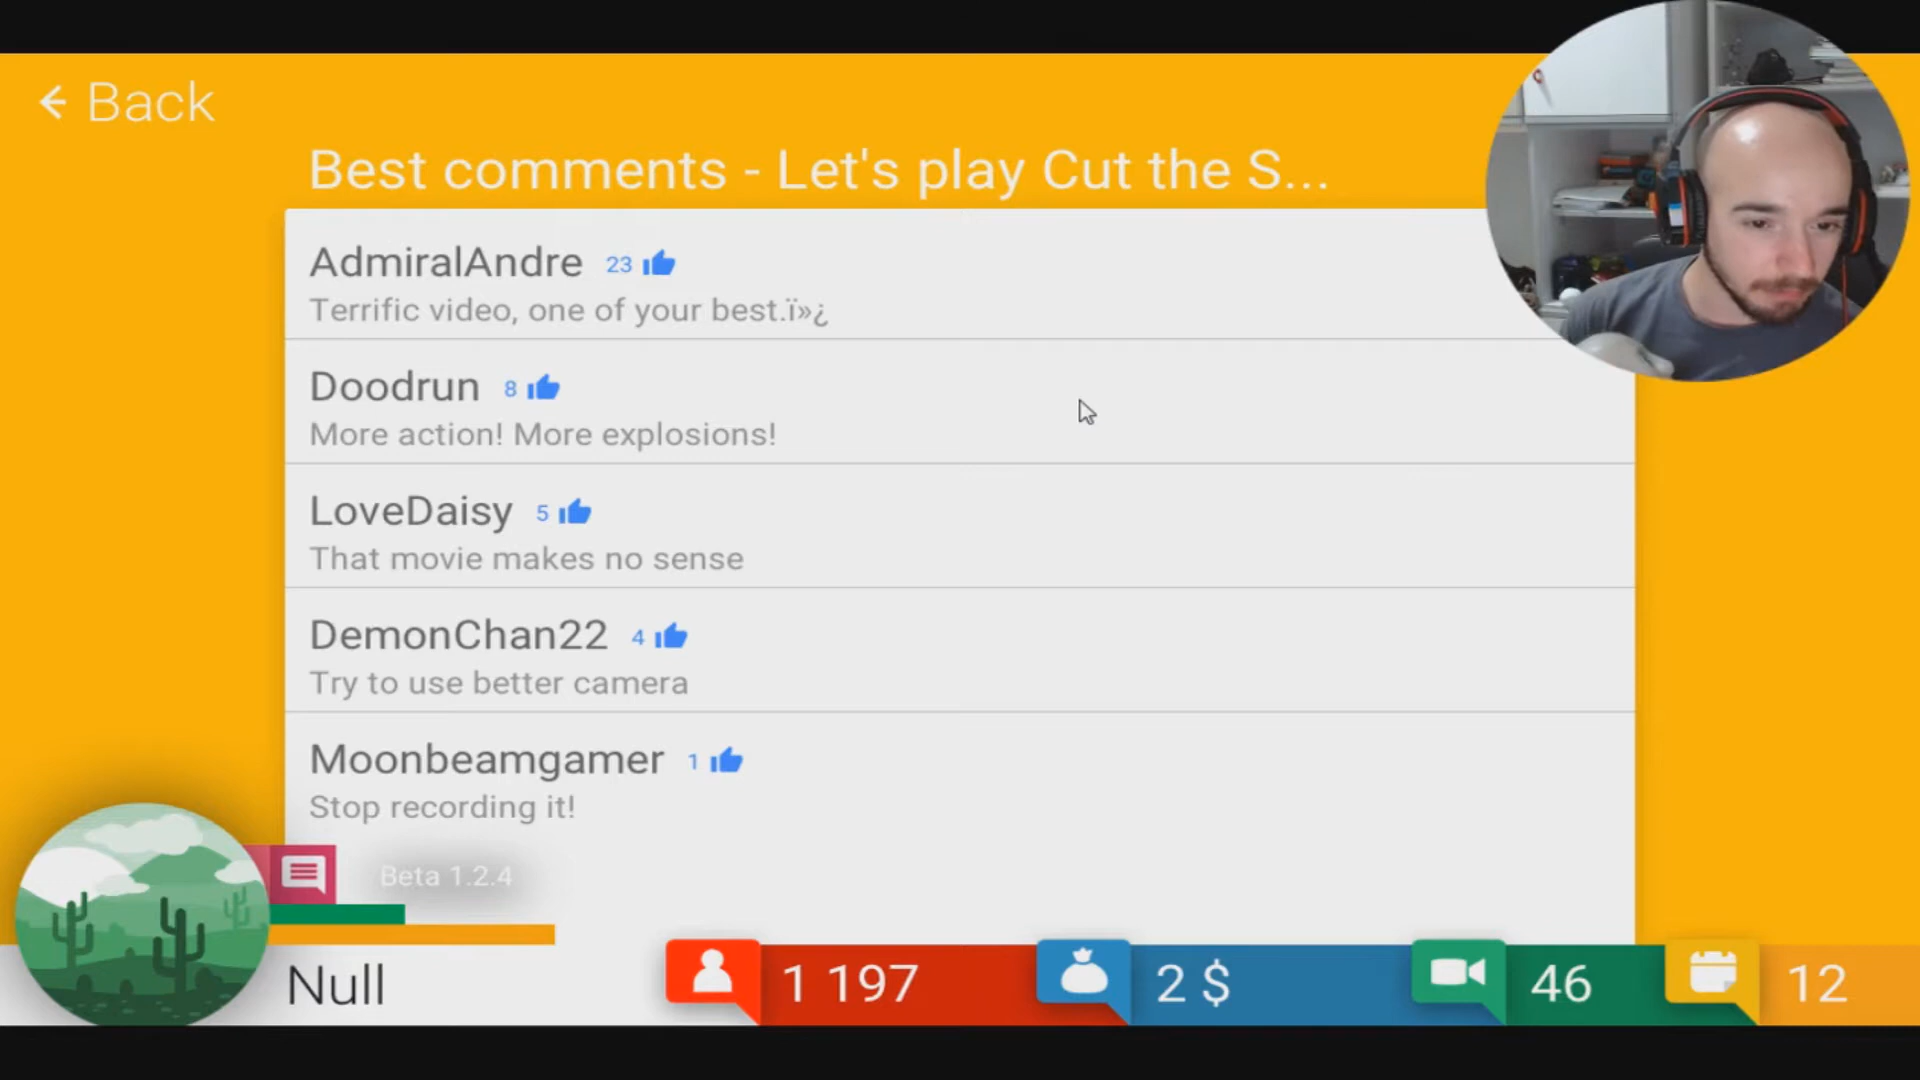 Back
Best comments - Let's play Cut the S...
AdmiralAndre 23
Terrific video, one of your best.ï»¿
Doodrun 8
More action! More explosions!
LoveDaisy 5
That movie makes no sense
DemonChan22 4
Try to use better camera
Moonbeamgamer 1
Stop recording it!
Beta 1.2.4
Null
1 197
2 $
46
12